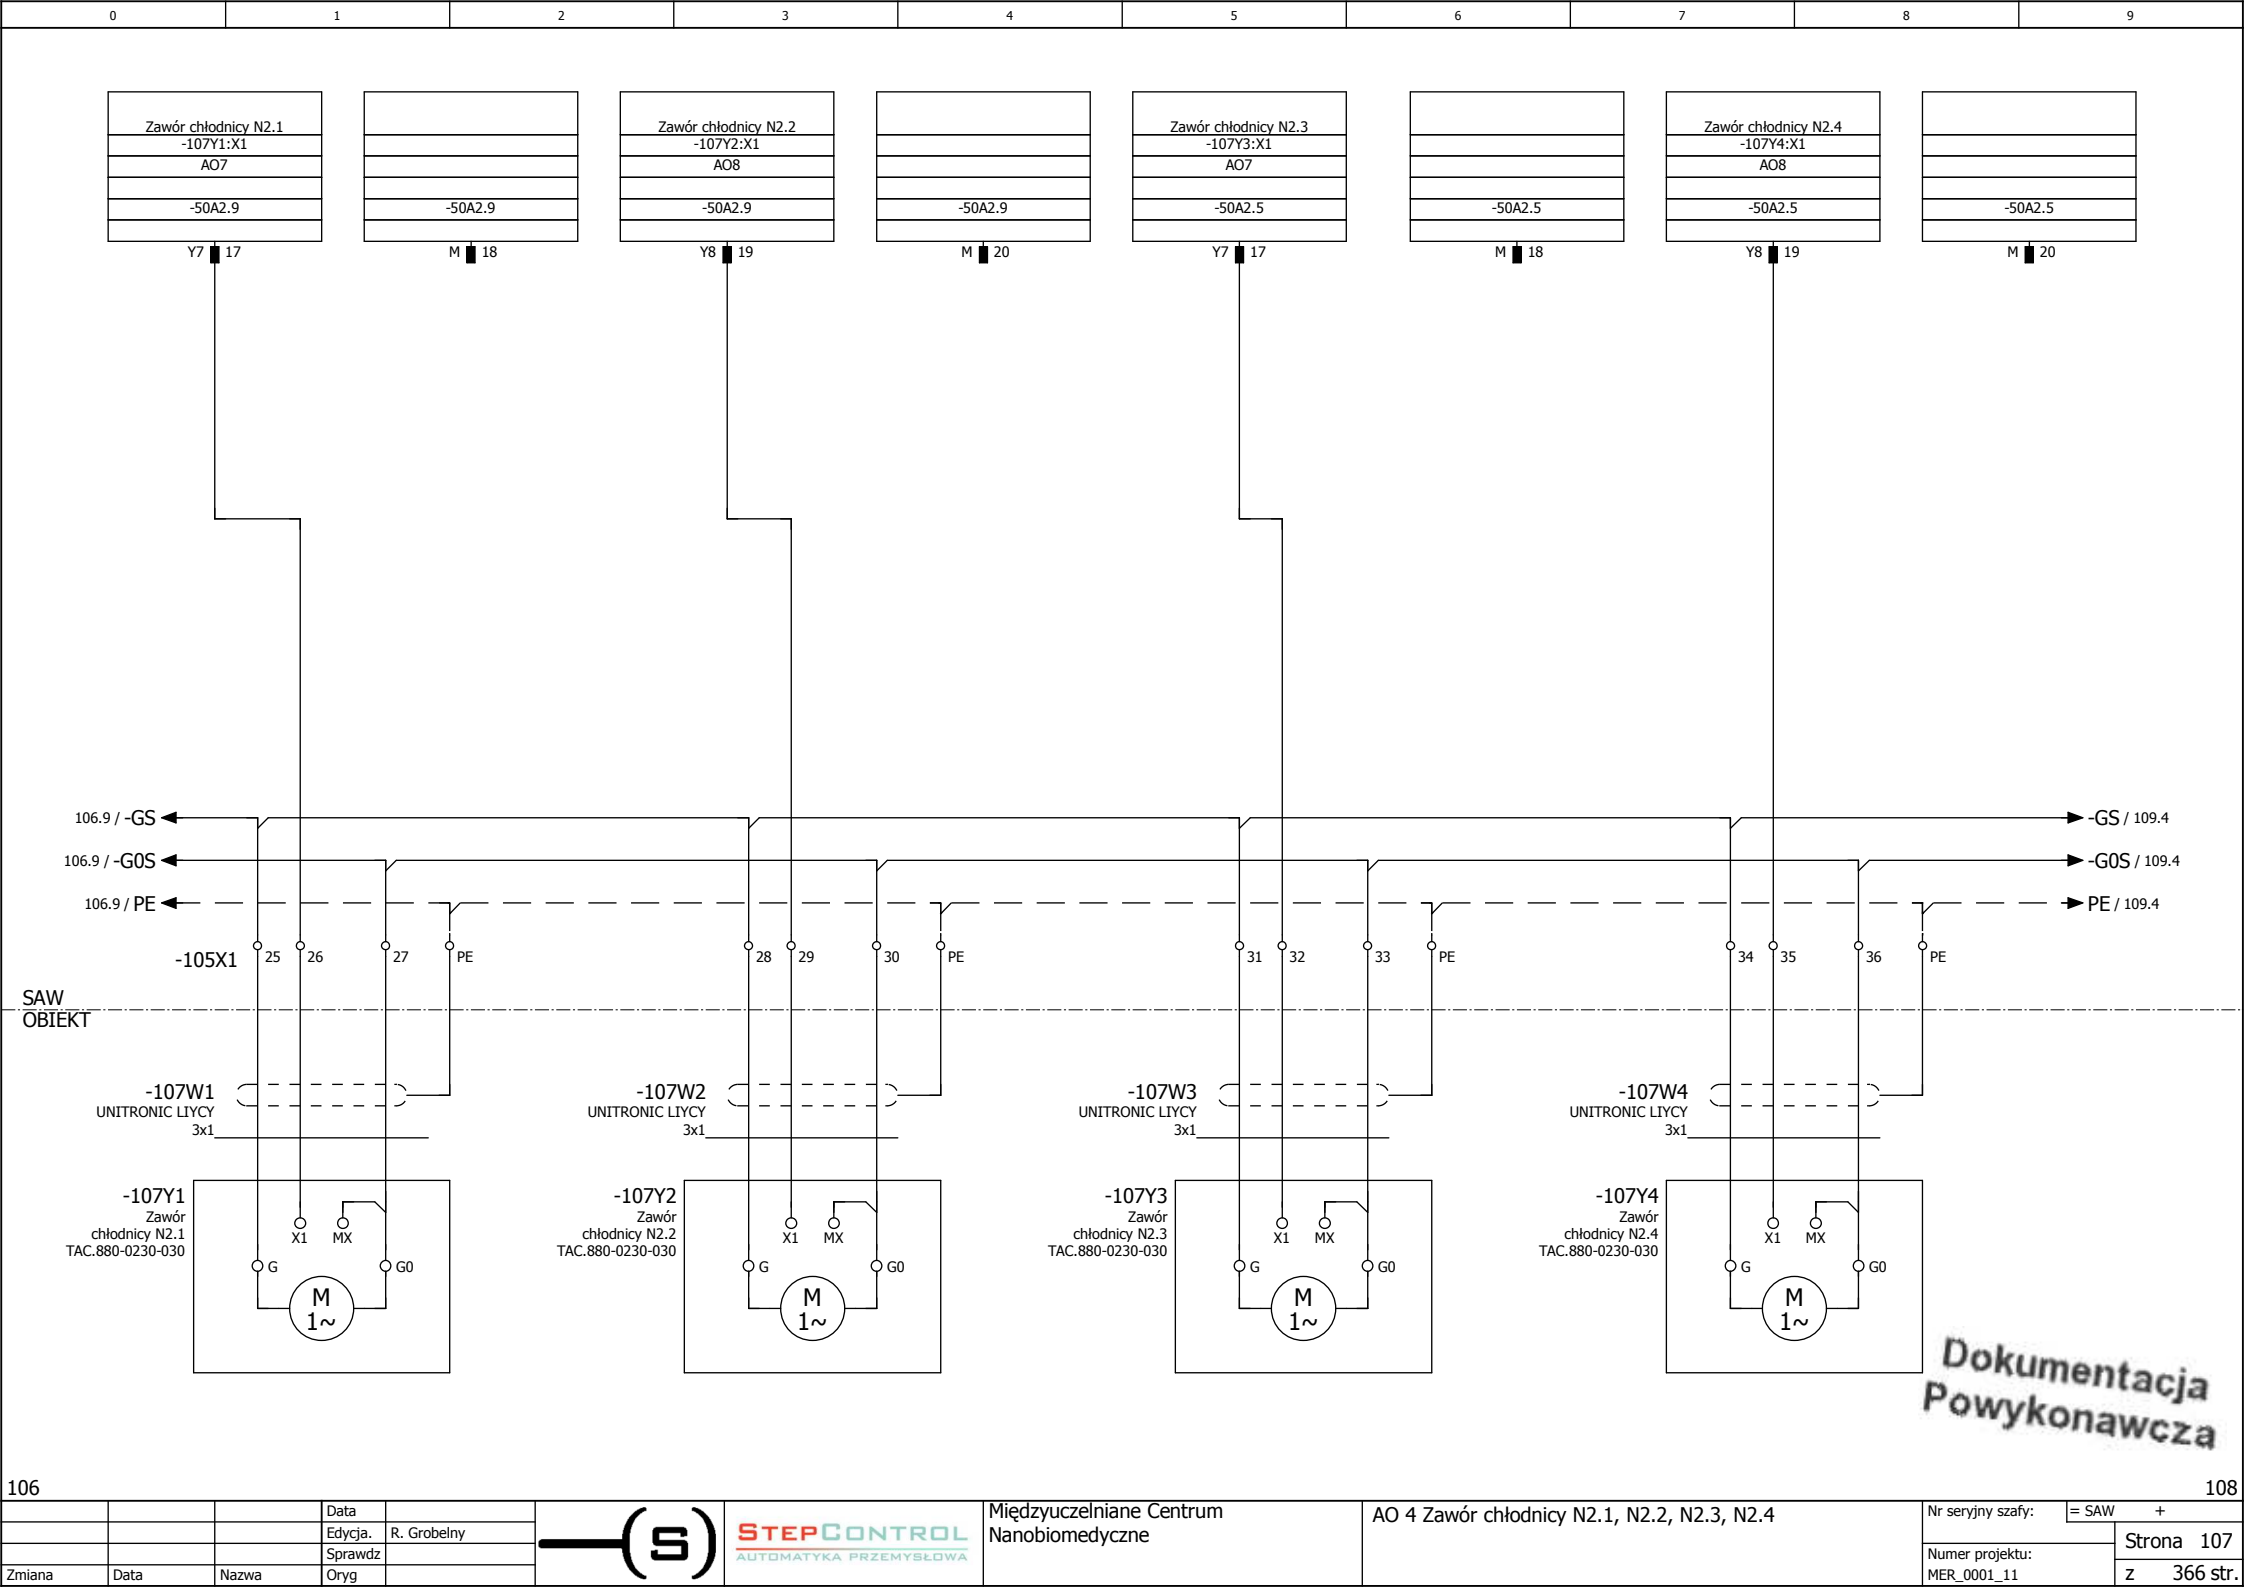 0 1 2 3 4 5 6 7 8 9
Zawór chłodnicy N2.1 Zawór chłodnicy N2.2 Zawór chłodnicy N2.3 Zawór chłodnicy N2.4
-107Y1:X1 -107Y2:X1 -107Y3:X1 -107Y4:X1
AO7 AO8 AO7 AO8
-50A2.9 -50A2.9 -50A2.9 -50A2.9 -50A2.5 -50A2.5 -50A2.5 -50A2.5
Y7 17 M 18 Y8 19 M 20 Y7 17 M 18 Y8 19 M 20
106.9 / -GS -GS / 109.4
106.9 / -G0S -G0S / 109.4
106.9 / PE PE / 109.4
-105X1 25 26 27 PE 28 29 30 PE 31 32 33 PE 34 35 36 PE
SAW
OBIEKT
-107W1 -107W2 -107W3 -107W4
UNITRONIC LIYCY UNITRONIC LIYCY UNITRONIC LIYCY UNITRONIC LIYCY
3x1 3x1 3x1 3x1
-107Y1 -107Y2 -107Y3 -107Y4
Zawór Zawór Zawór Zawór
chłodnicy N2.1 chłodnicy N2.2 chłodnicy N2.3 chłodnicy N2.4
TAC.880-0230-030 TAC.880-0230-030 TAC.880-0230-030 TAC.880-0230-030
X1 MX X1 MX X1 MX X1 MX
G G0 G G0 G G0 G G0
M M M M
1~ 1~ 1~ 1~
Dokumentacja
Powykonawcza
106 108
Data
Edycja. R. Grobelny
Sprawdz
Zmiana Data Nazwa Oryg
(S)
STEPCONTROL
AUTOMATYKA PRZEMYSŁOWA
Międzyuczelniane Centrum
Nanobiomedyczne
AO 4 Zawór chłodnicy N2.1, N2.2, N2.3, N2.4
Nr seryjny szafy: = SAW +
Strona 107
Numer projektu:
MER_0001_11
z 366 str.